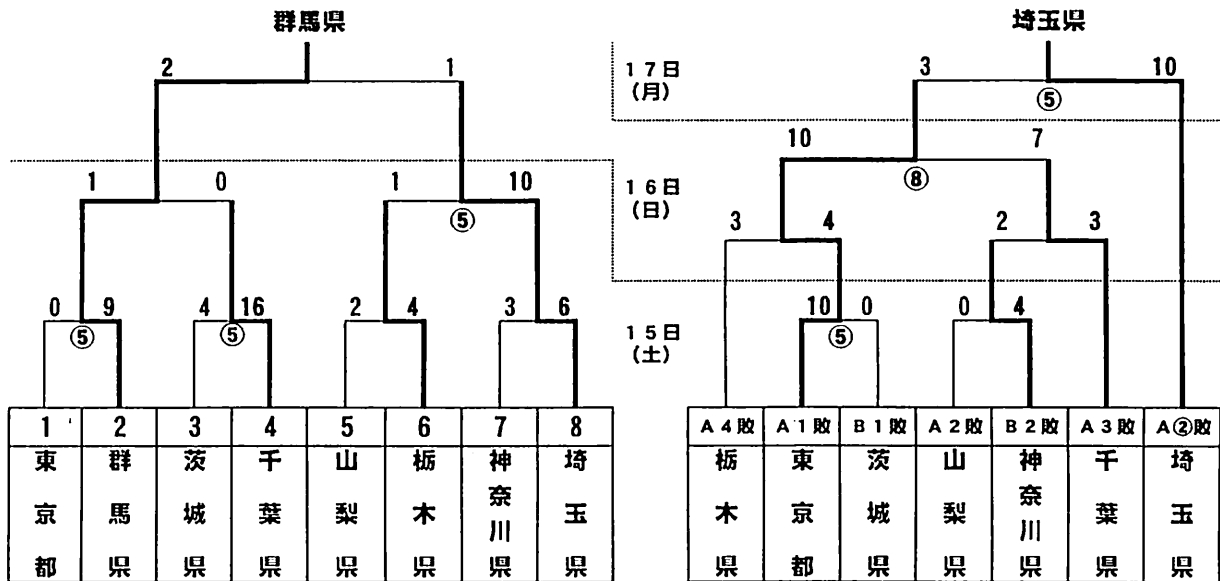 群馬県 埼玉県
2 1 17日 3 10
(月) ⑤
10 7
1 0 1 10 16日 ⑧
⑤ (日) 3 4 2 3
0 9 4 16 2 4 3 6 10 0 0 4
⑤ ⑤ 15日 ⑤
(土)
1 2 3 4 5 6 7 8 A4敗 A1敗 B1敗 A2敗 B2敗 A3敗 A②敗
東京都 群馬県 茨城県 千葉県 山梨県 栃木県 神奈川県 埼玉県 栃木県 東京都 茨城県 山梨県 神奈川県 千葉県 埼玉県